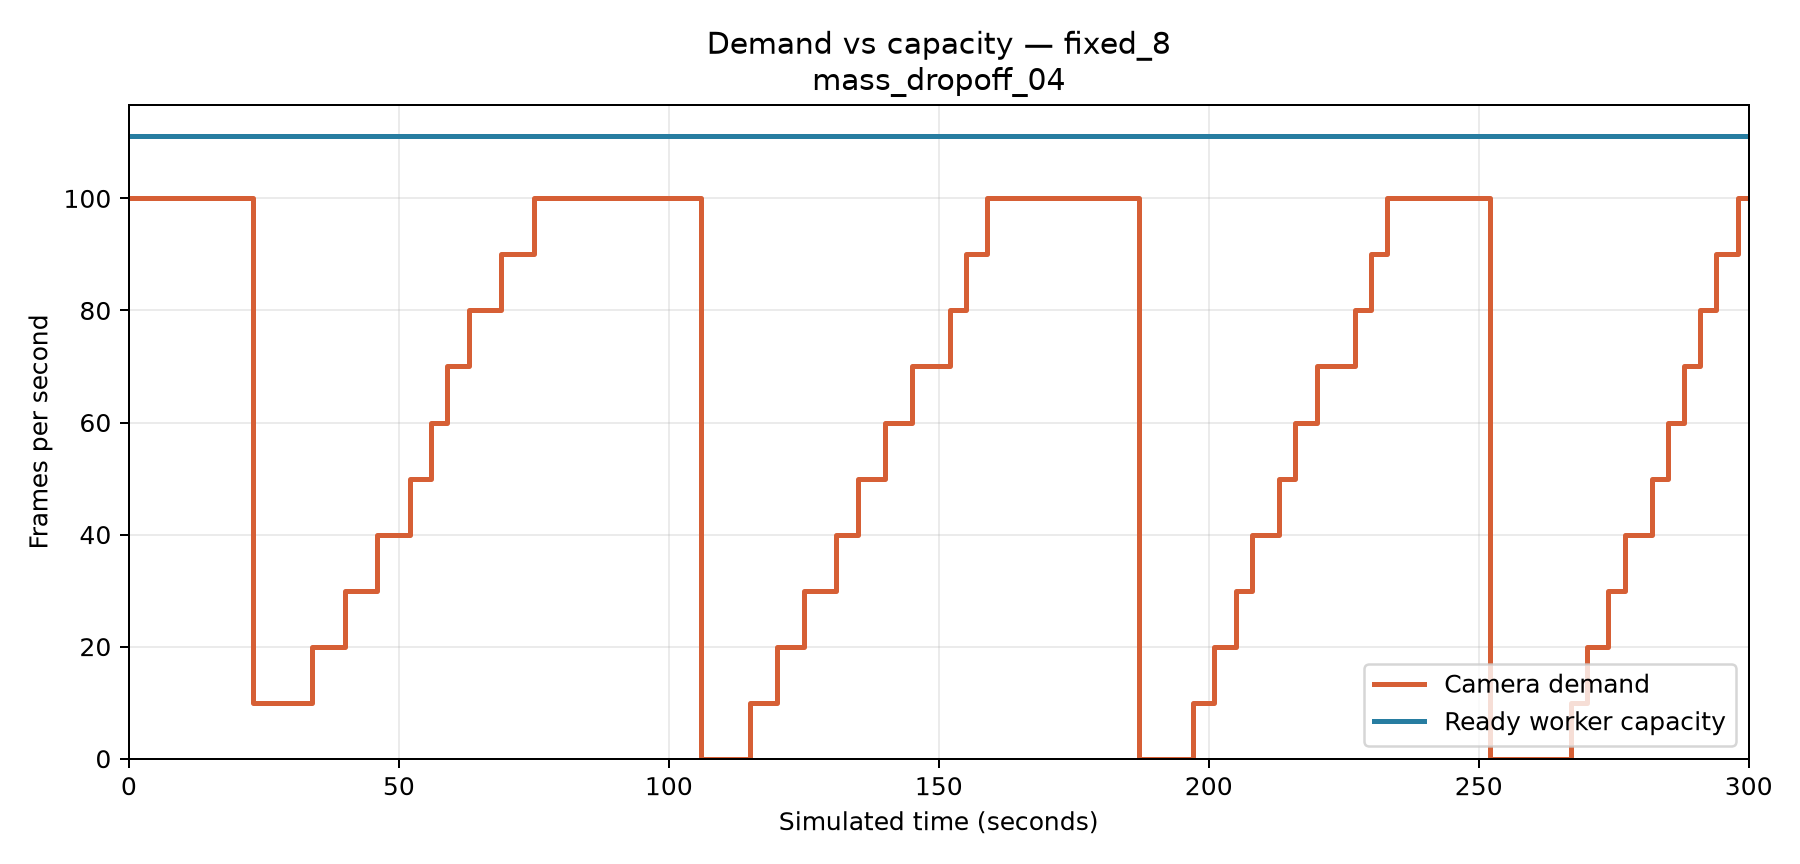 Demand vs capacity — fixed_8
mass_dropoff_04
Frames per second
100
80
60
40
20
0
0 50 100 150 200 250 300
Simulated time (seconds)
Camera demand
Ready worker capacity